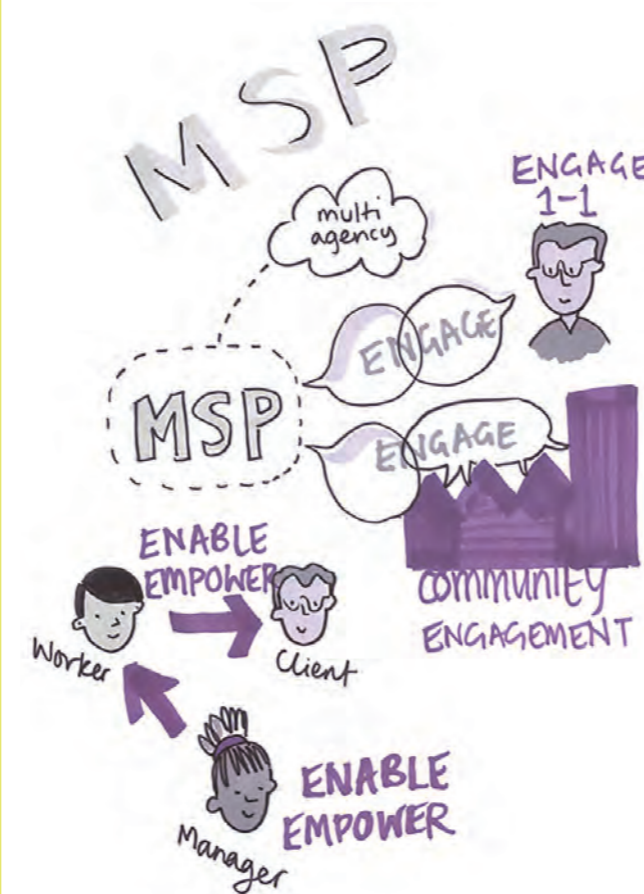 MSP
multi
agency
ENGAGE
1-1
ENGAGE
MSP
ENGAGE
ENABLE
EMPOWER
community
ENGAGEMENT
Worker
Client
ENABLE
EMPOWER
Manager